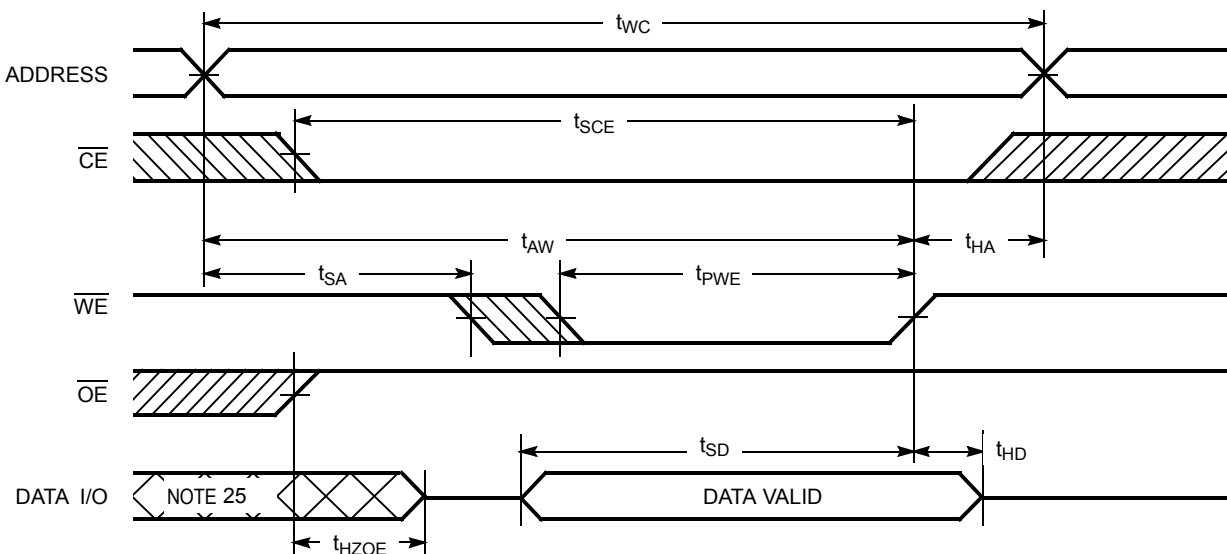 tWC
ADDRESS
tSCE
CE
tAW
tHA
tSA
tPWE
WE
OE
tSD
tHD
DATA I/O
NOTE 25
DATA VALID
tHZOE